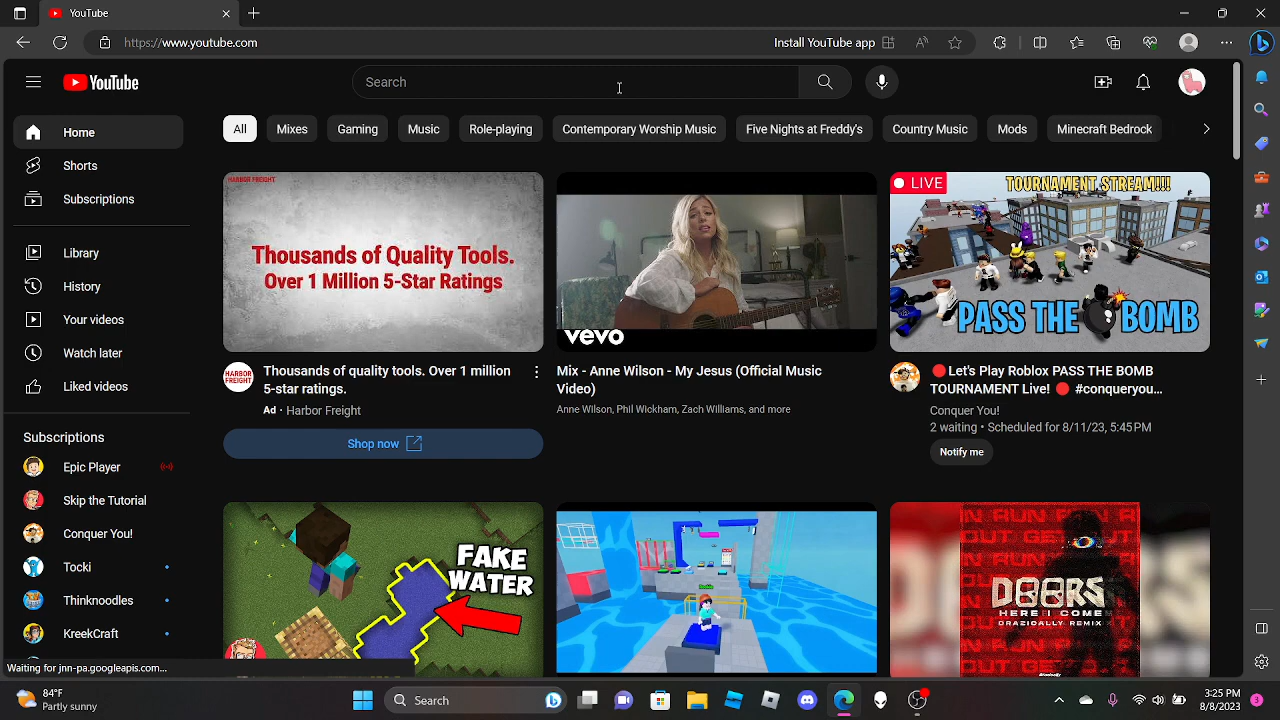 YouTube
https://www.youtube.com
Install YouTube app
YouTube
Search
Home
Shorts
Subscriptions
Library
History
Your videos
Watch later
Liked videos
Subscriptions
Epic Player
Skip the Tutorial
Conquer You!
Tocki
Thinknoodles
KreekCraft
All
Mixes
Gaming
Music
Role-playing
Contemporary Worship Music
Five Nights at Freddy's
Country Music
Mods
Minecraft Bedrock
HARBOR FREIGHT
Thousands of Quality Tools.
Over 1 Million 5-Star Ratings
HARBOR
FREIGHT
Thousands of quality tools. Over 1 million
5-star ratings.
Ad · Harbor Freight
Shop now
vevo
Mix - Anne Wilson - My Jesus (Official Music
Video)
Anne Wilson, Phil Wickham, Zach Williams, and more
LIVE
TOURNAMENT STREAM!!!
PASS THE BOMB
🔴Let's Play Roblox PASS THE BOMB
TOURNAMENT Live! 🔴 #conqueryou...
Conquer You!
2 waiting • Scheduled for 8/11/23, 5:45 PM
Notify me
FAKE
WATER
DOORS
HERE I COME
Waiting for jnn-pa.googleapis.com...
84°F
Partly sunny
Search
3:25 PM
8/8/2023
3